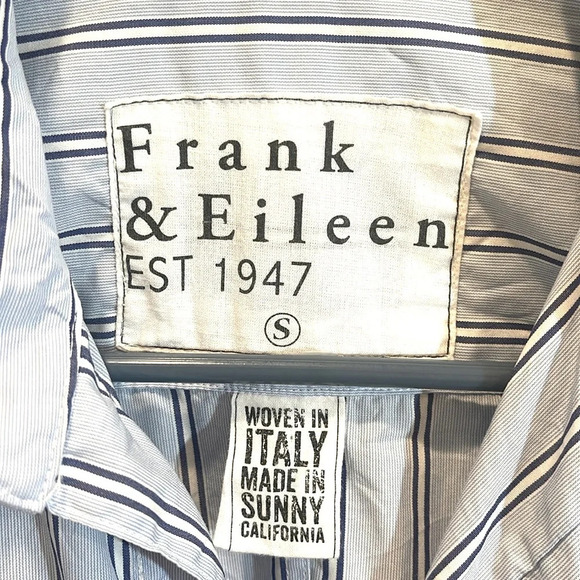 Frank
& Eileen
EST 1947
S
WOVEN IN
ITALY
MADE IN
SUNNY
CALIFORNIA